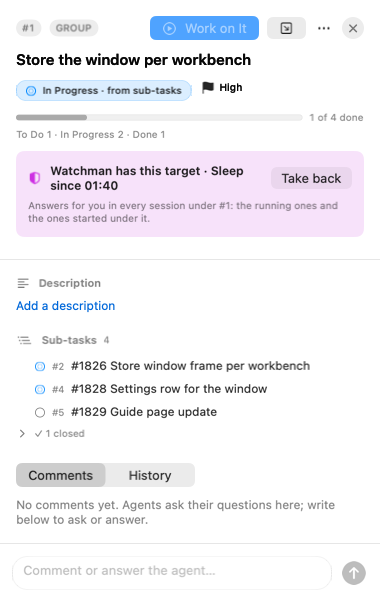 #1 GROUP Work on It
Store the window per workbench
In Progress · from sub-tasks High
1 of 4 done
To Do 1 · In Progress 2 · Done 1
Watchman has this target · Sleep
since 01:40
Take back
Answers for you in every session under #1: the running ones and
the ones started under it.
Description
Add a description
Sub-tasks 4
#2 #1826 Store window frame per workbench
#4 #1828 Settings row for the window
#5 #1829 Guide page update
1 closed
Comments History
No comments yet. Agents ask their questions here; write
below to ask or answer.
Comment or answer the agent...